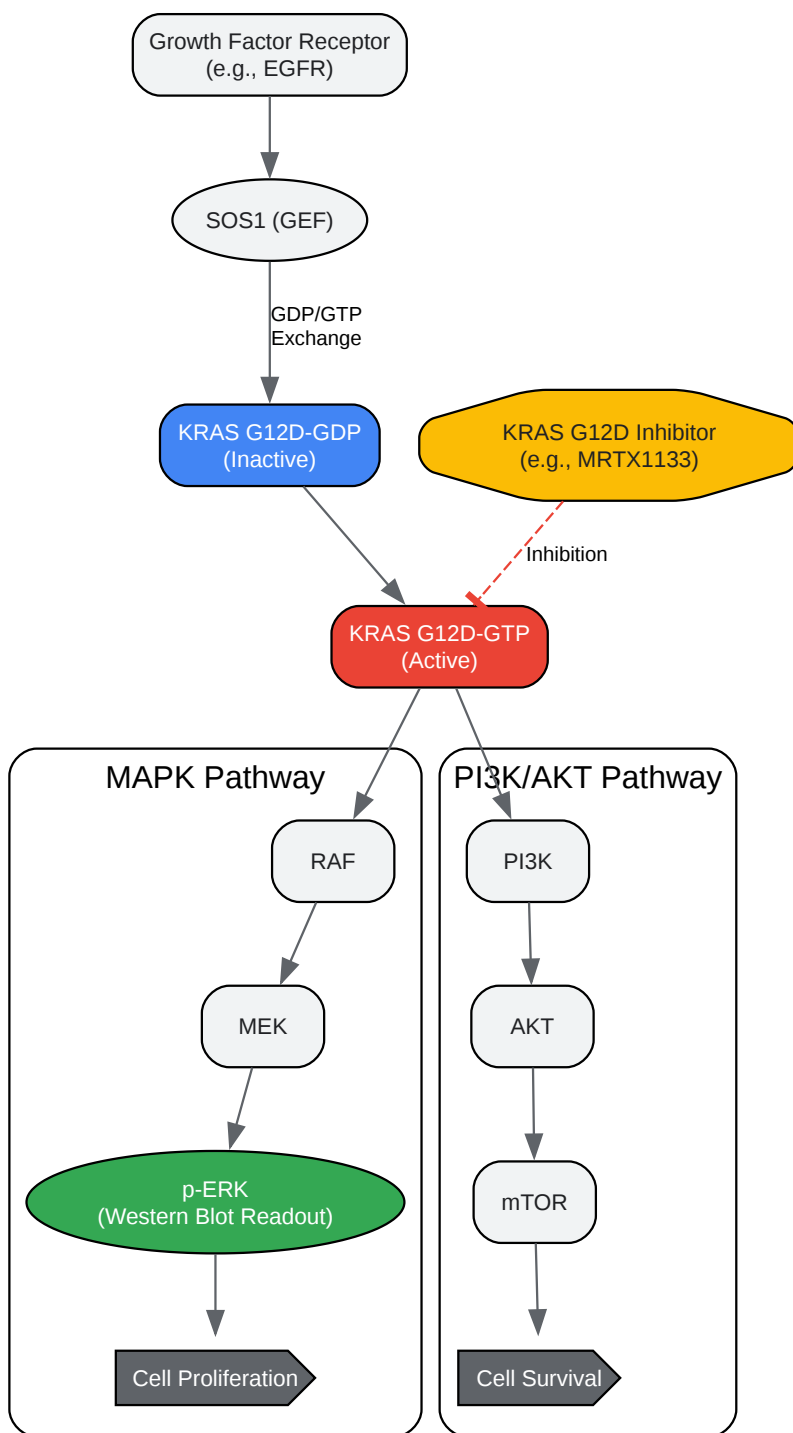 Growth Factor Receptor
(e.g., EGFR)
SOS1 (GEF)
GDP/GTP
Exchange
KRAS G12D-GDP
(Inactive)
KRAS G12D Inhibitor
(e.g., MRTX1133)
Inhibition
KRAS G12D-GTP
(Active)
MAPK Pathway
RAF
MEK
p-ERK
(Western Blot Readout)
Cell Proliferation
PI3K/AKT Pathway
PI3K
AKT
mTOR
Cell Survival